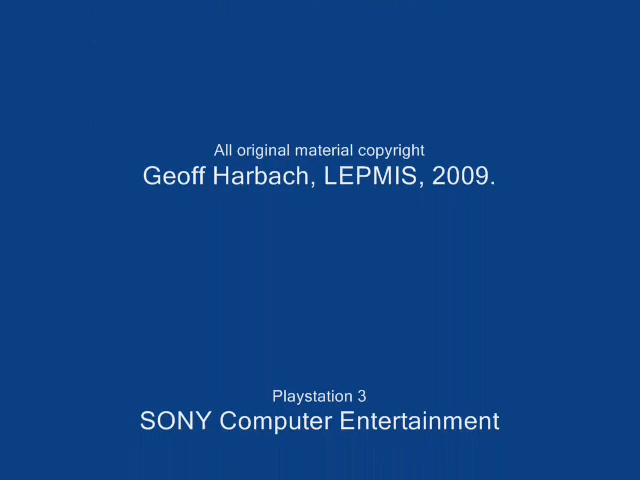 All original material copyright
Geoff Harbach, LEPMIS, 2009.
Playstation 3
SONY Computer Entertainment